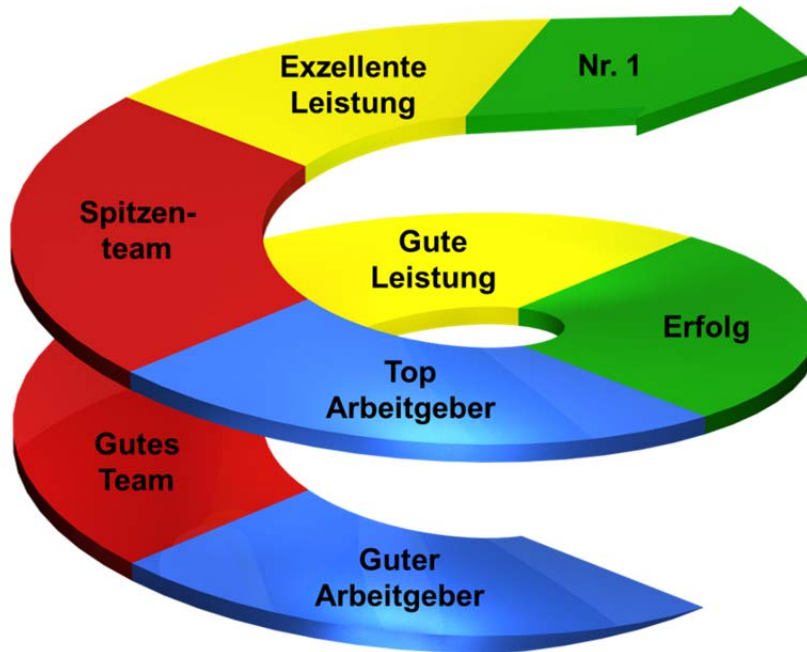 Exzellente
Leistung
Nr. 1
Spitzen-
team
Gute
Leistung
Erfolg
Top
Arbeitgeber
Gutes
Team
Guter
Arbeitgeber